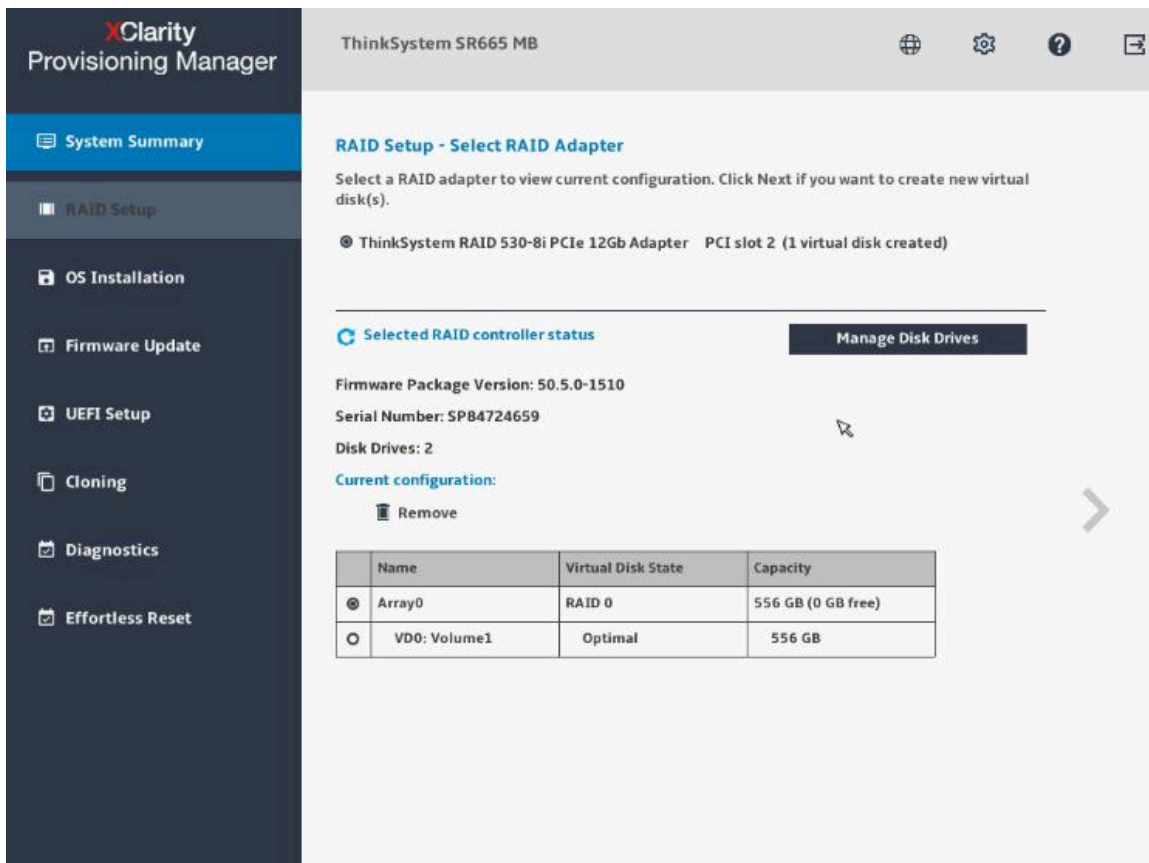 XClarity
Provisioning Manager
ThinkSystem SR665 MB
System Summary
RAID Setup
OS Installation
Firmware Update
UEFI Setup
Cloning
Diagnostics
Effortless Reset
RAID Setup - Select RAID Adapter
Select a RAID adapter to view current configuration. Click Next if you want to create new virtual
disk(s).
ThinkSystem RAID 530-8i PCIe 12Gb Adapter PCI slot 2 (1 virtual disk created)
Selected RAID controller status
Manage Disk Drives
Firmware Package Version: 50.5.0-1510
Serial Number: SP84724659
Disk Drives: 2
Current configuration:
Remove
Name Virtual Disk State Capacity
Array0 RAID 0 556 GB (0 GB free)
VD0: Volume1 Optimal 556 GB